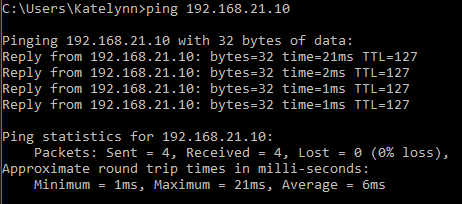 C:\Users\Katelynn>ping 192.168.21.10
Pinging 192.168.21.10 with 32 bytes of data:
Reply from 192.168.21.10: bytes=32 time=21ms TTL=127
Reply from 192.168.21.10: bytes=32 time=2ms TTL=127
Reply from 192.168.21.10: bytes=32 time=1ms TTL=127
Reply from 192.168.21.10: bytes=32 time=1ms TTL=127
Ping statistics for 192.168.21.10:
    Packets: Sent = 4, Received = 4, Lost = 0 (0% loss),
Approximate round trip times in milli-seconds:
    Minimum = 1ms, Maximum = 21ms, Average = 6ms